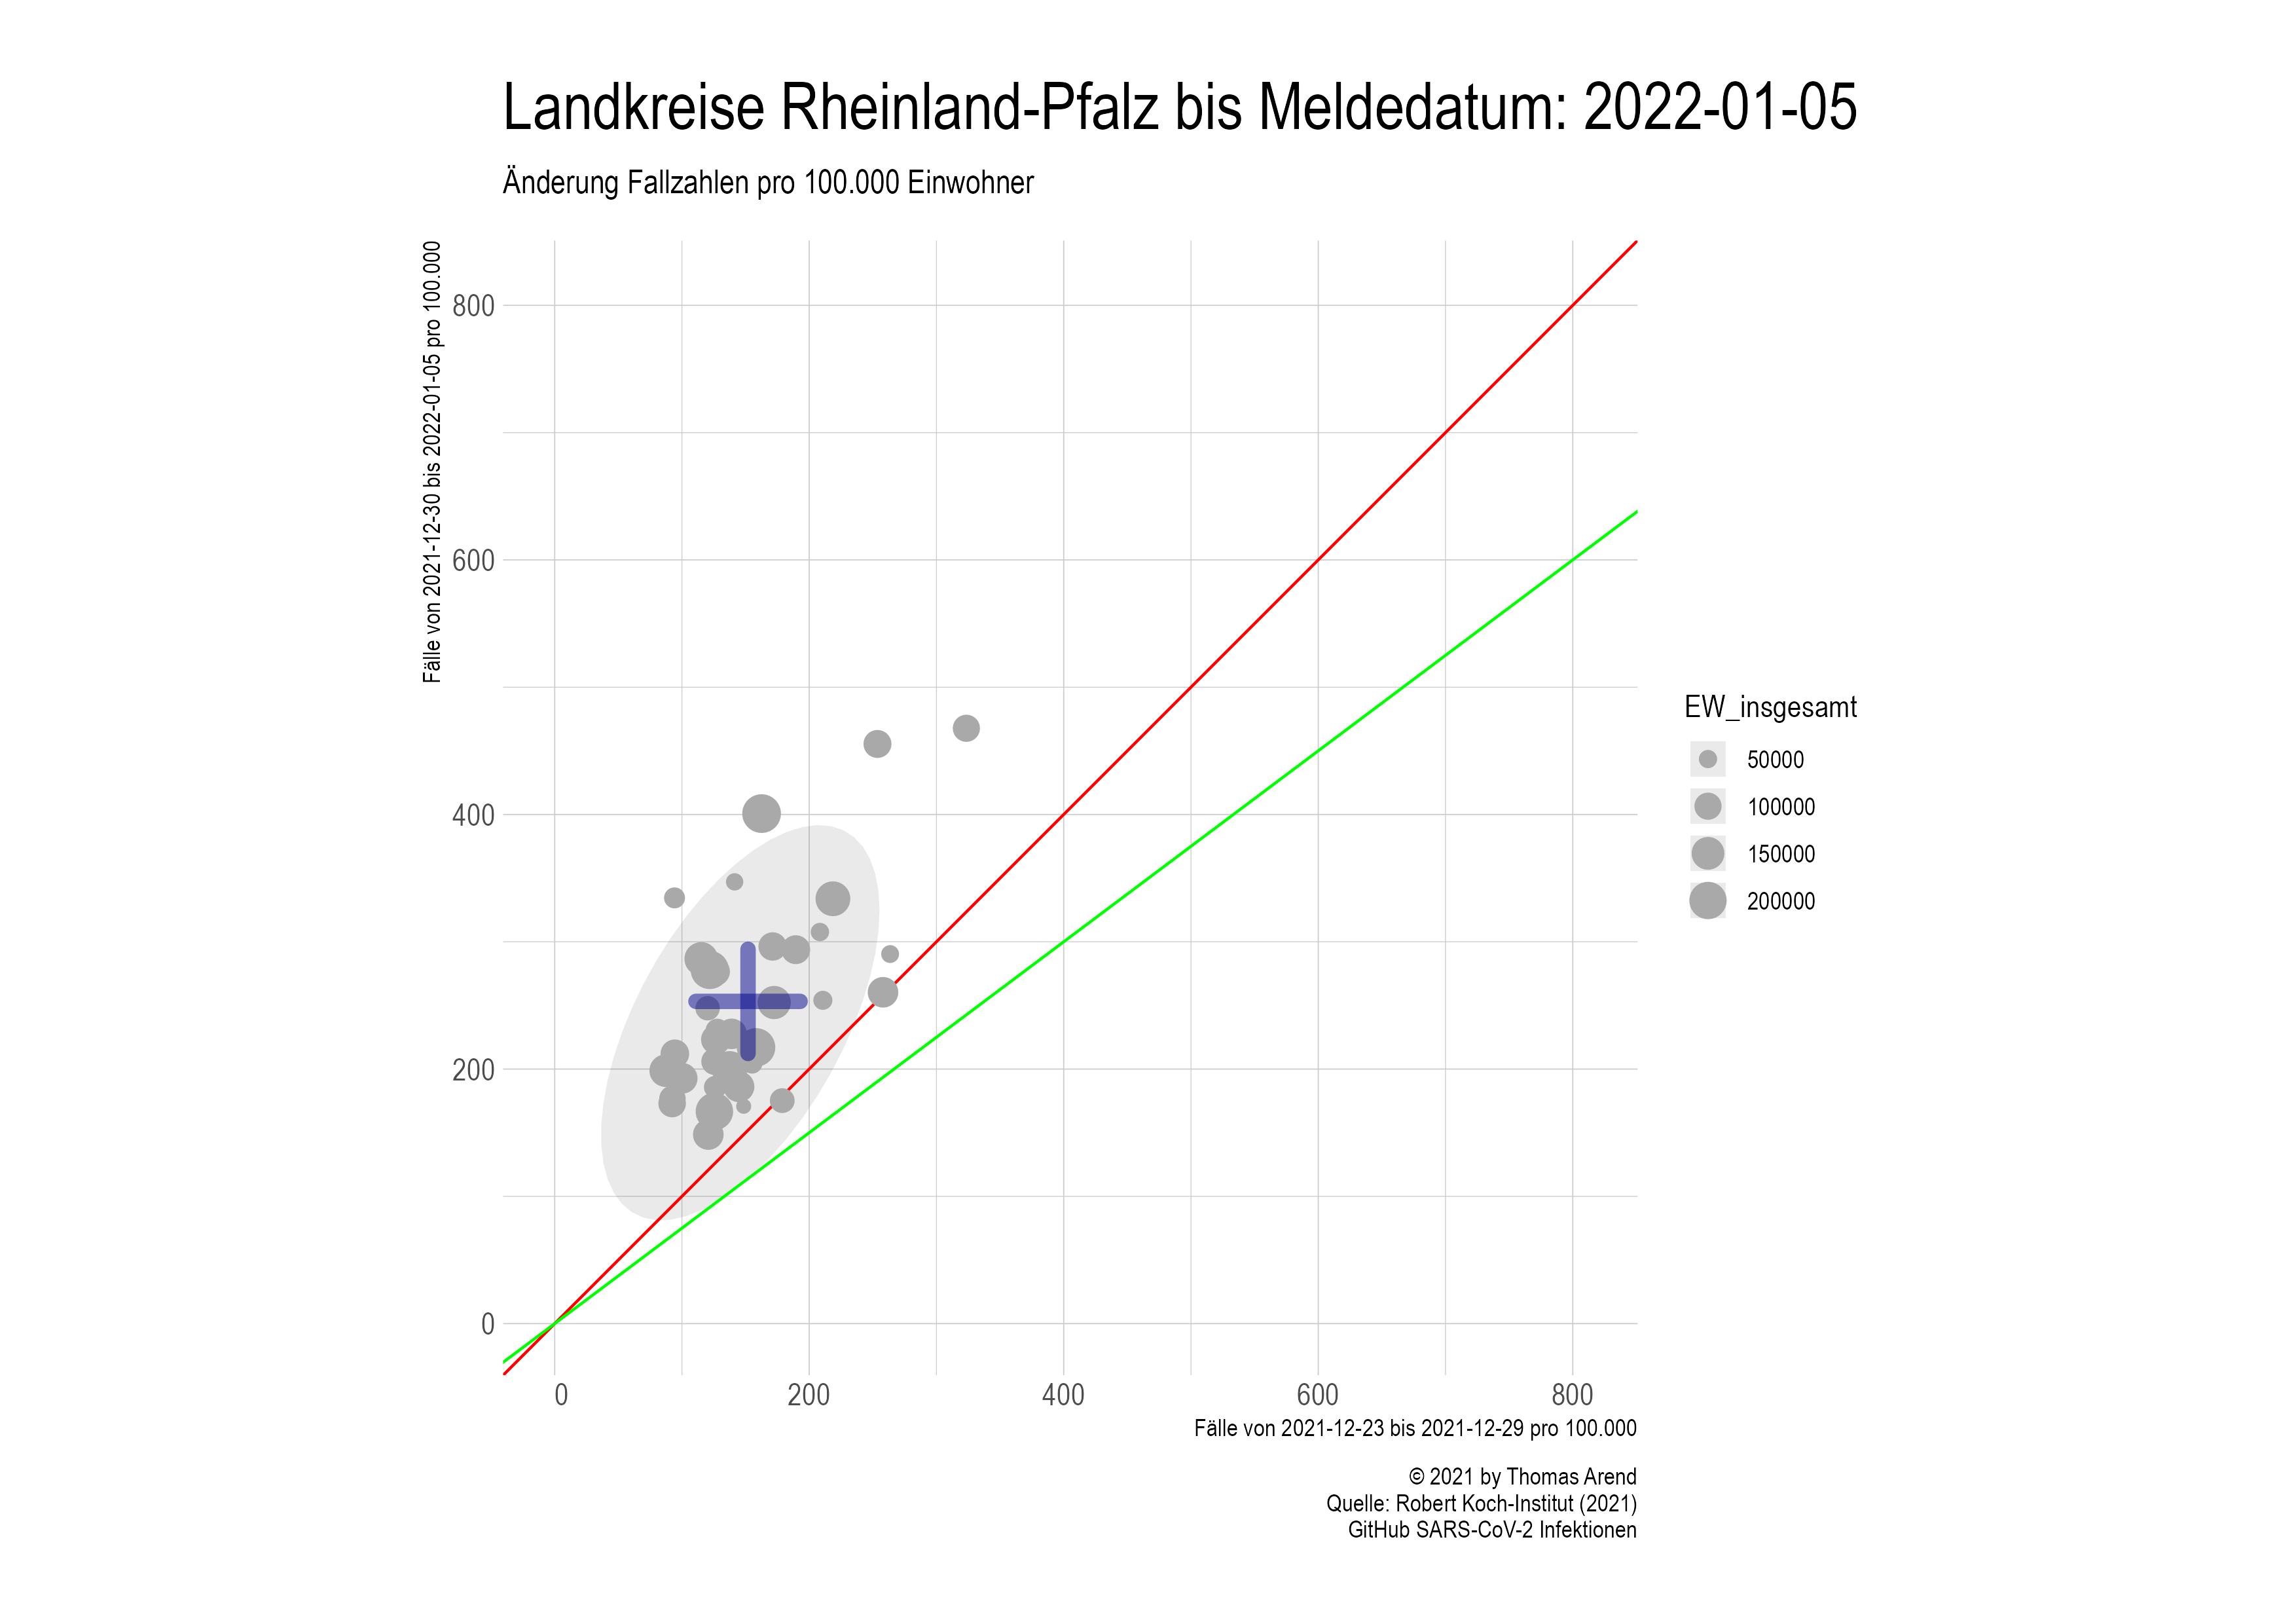 Landkreise Rheinland-Pfalz bis Meldedatum: 2022-01-05
Änderung Fallzahlen pro 100.000 Einwohner
Fälle von 2021-12-30 bis 2022-01-05 pro 100.000
800
600
400
200
0
0
200
400
600
800
Fälle von 2021-12-23 bis 2021-12-29 pro 100.000
EW_insgesamt
50000
100000
150000
200000
© 2021 by Thomas Arend
Quelle: Robert Koch-Institut (2021)
GitHub SARS-CoV-2 Infektionen